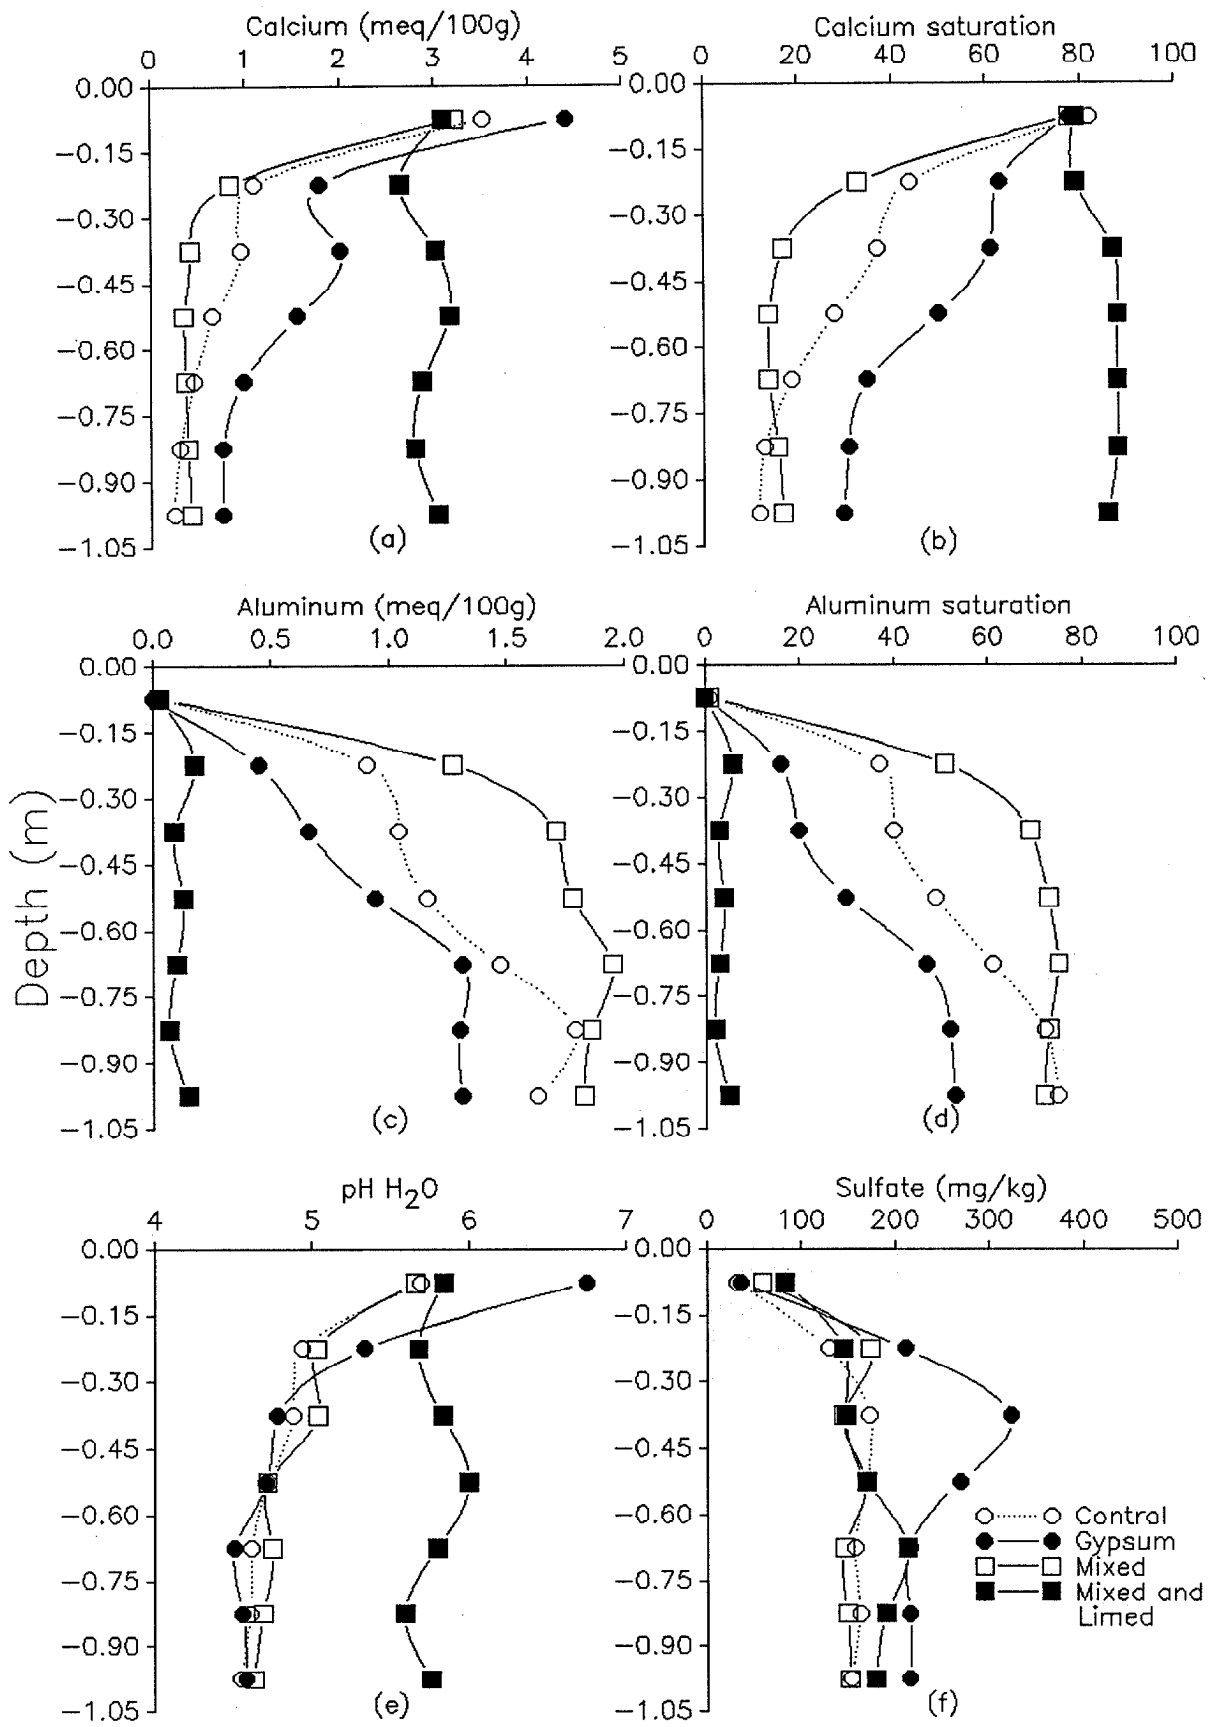 Calcium (meq/100g)
0 1 2 3 4 5
0.00
−0.15
−0.30
−0.45
−0.60
−0.75
−0.90
−1.05
(a)
Calcium saturation
0 20 40 60 80 100
0.00
−0.15
−0.30
−0.45
−0.60
−0.75
−0.90
−1.05
(b)
Depth (m)
Aluminum (meq/100g)
0.0 0.5 1.0 1.5 2.0
0.00
−0.15
−0.30
−0.45
−0.60
−0.75
−0.90
−1.05
(c)
Aluminum saturation
0 20 40 60 80 100
0.00
−0.15
−0.30
−0.45
−0.60
−0.75
−0.90
−1.05
(d)
pH H₂O
4 5 6 7
0.00
−0.15
−0.30
−0.45
−0.60
−0.75
−0.90
−1.05
(e)
Sulfate (mg/kg)
0 100 200 300 400 500
0.00
−0.15
−0.30
−0.45
−0.60
−0.75
−0.90
−1.05
(f)
Control
Gypsum
Mixed
Mixed and
Limed